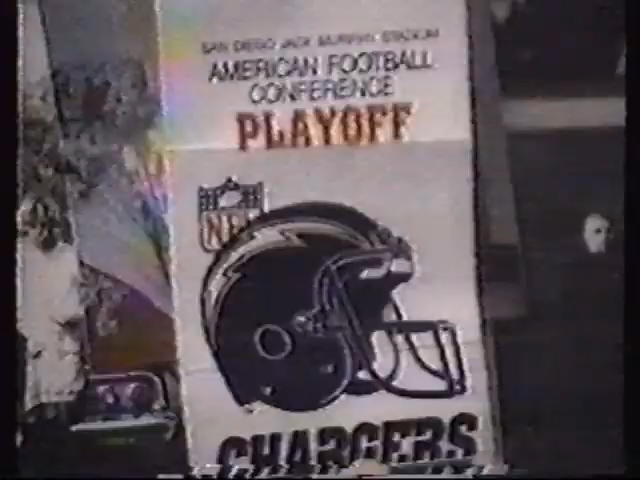 SAN DIEGO JACK MURPHY STADIUM
AMERICAN FOOTBALL
CONFERENCE
PLAYOFF
NFL
CHARGERS